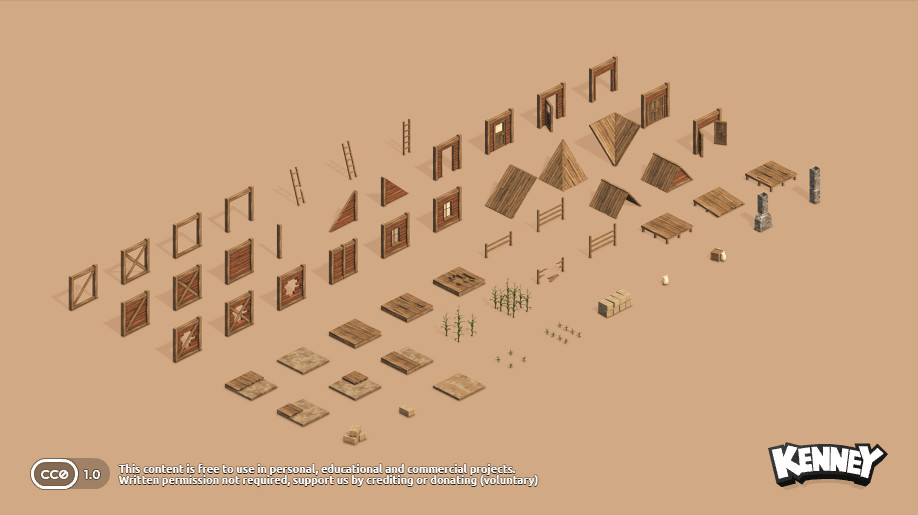 CC0 1.0
This content is free to use in personal, educational and commercial projects.
Written permission not required, support us by crediting or donating (voluntary)
KENNEY